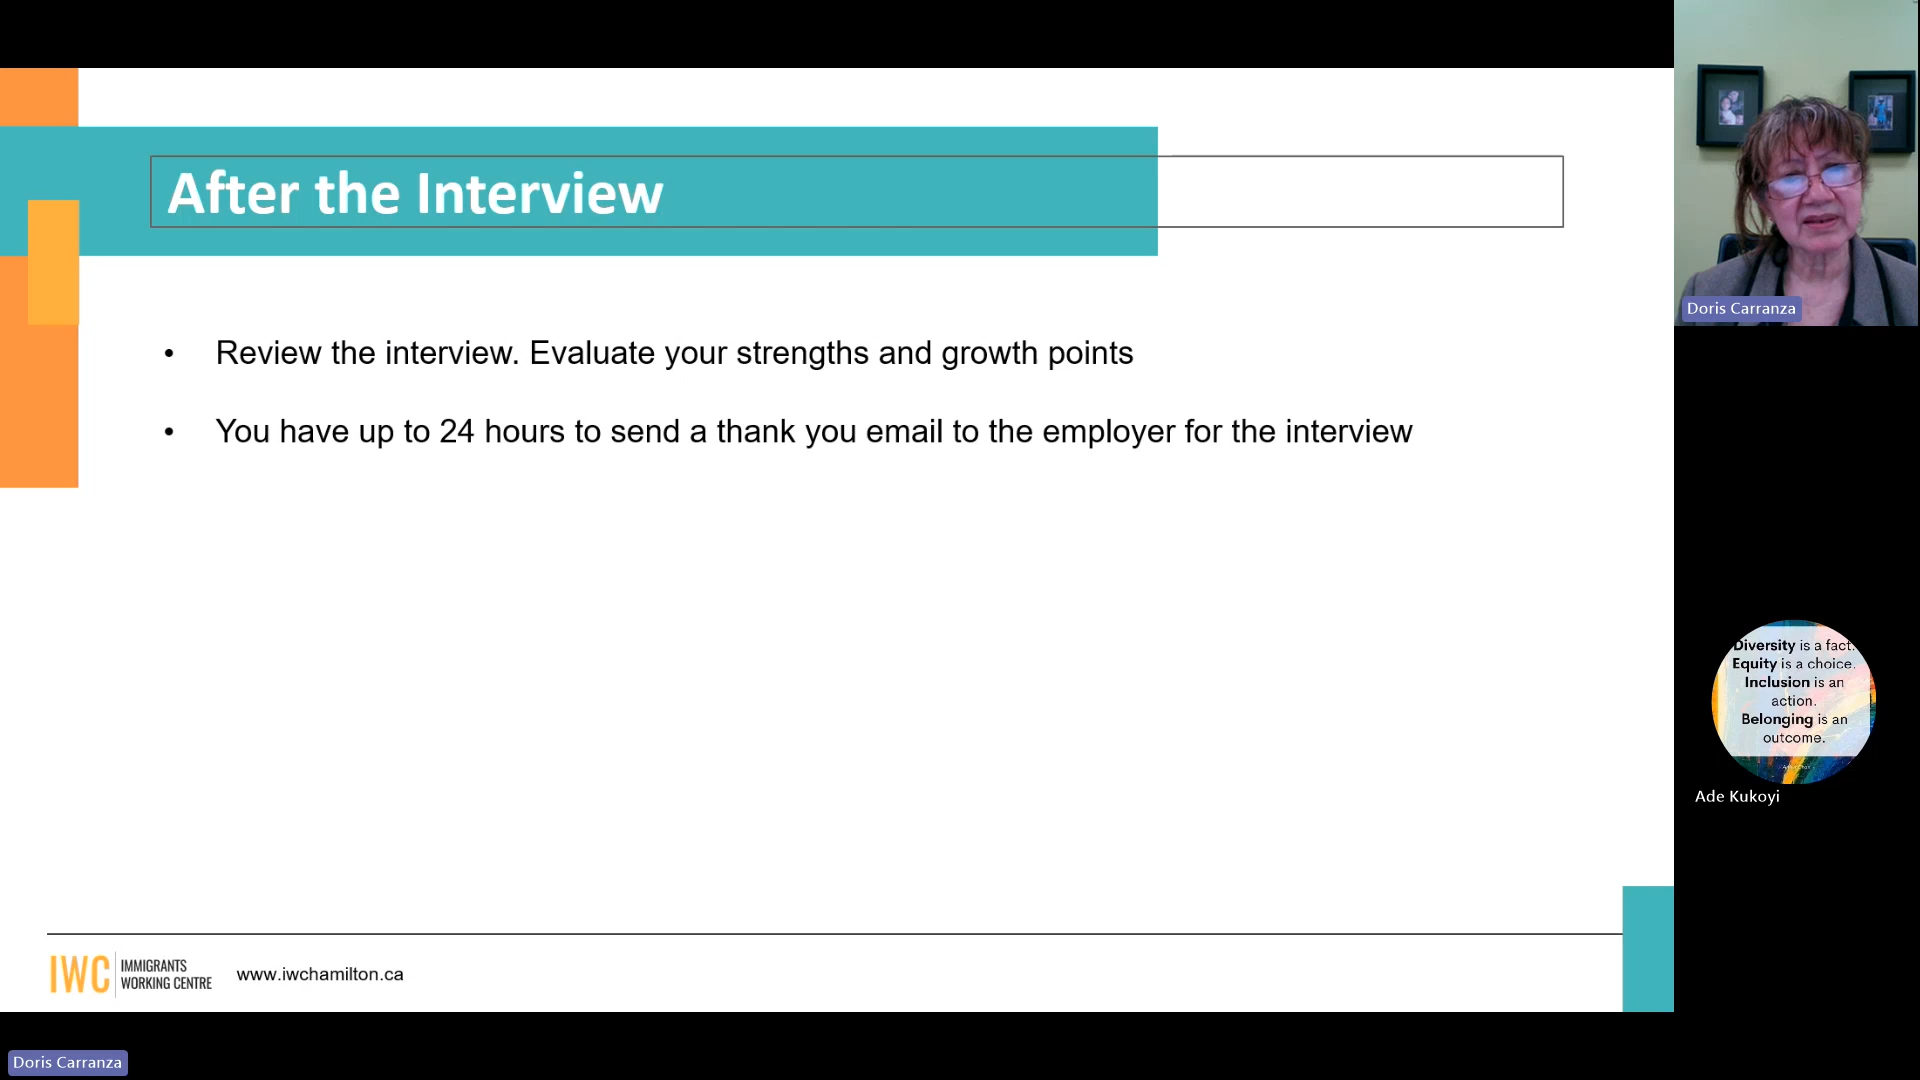 After the Interview
• Review the interview. Evaluate your strengths and growth points
• You have up to 24 hours to send a thank you email to the employer for the interview
IWC
IMMIGRANTS
WORKING CENTRE
www.iwchamilton.ca
Doris Carranza
Doris Carranza
Diversity is a fact.
Equity is a choice.
Inclusion is an
action.
Belonging is an
outcome.
Ade Kukoyi